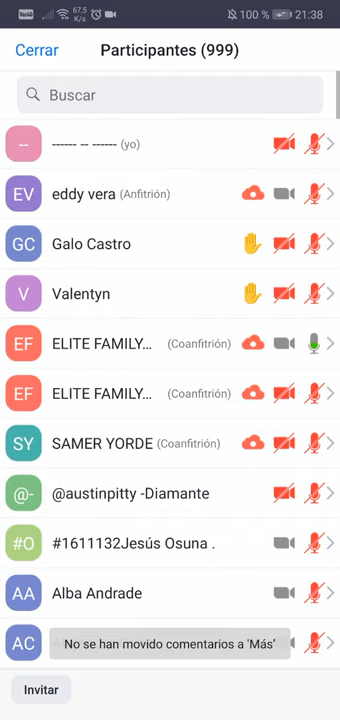 67,5 K/s 100 % 21:38
Cerrar Participantes (999)
Buscar
-- ------ -- ------ (yo)
EV eddy vera (Anfitrión)
GC Galo Castro
V Valentyn
EF ELITE FAMILY... (Coanfitrión)
EF ELITE FAMILY... (Coanfitrión)
SY SAMER YORDE (Coanfitrión)
@- @austinpitty -Diamante
#O #1611132Jesús Osuna .
AA Alba Andrade
AC
No se han movido comentarios a 'Más'
Invitar